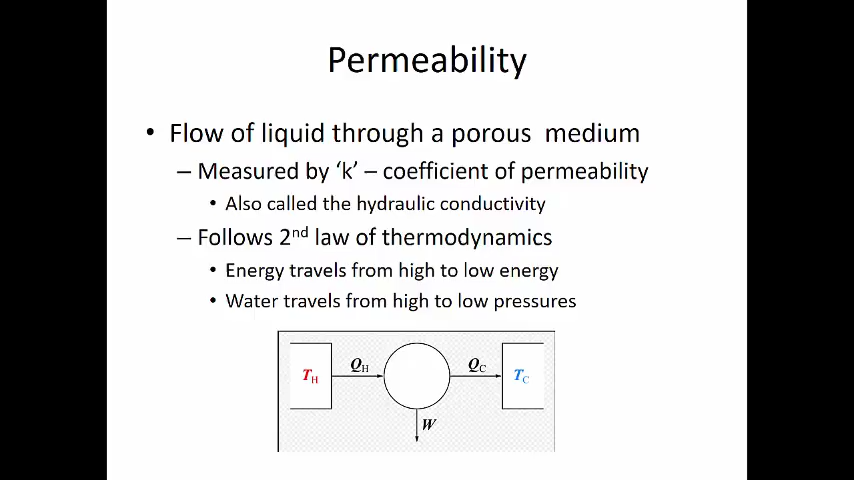 Permeability
• Flow of liquid through a porous medium
– Measured by ‘k’ – coefficient of permeability
• Also called the hydraulic conductivity
– Follows 2nd law of thermodynamics
• Energy travels from high to low energy
• Water travels from high to low pressures
TH QH QC TC
W